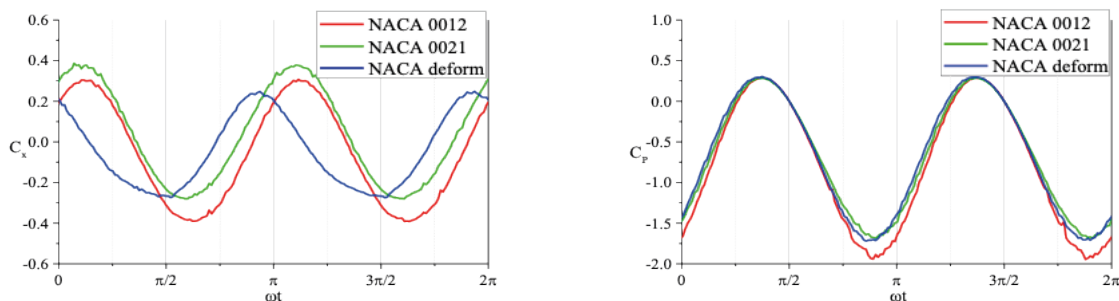 0.6
0.4
0.2
0.0
-0.2
-0.4
-0.6
C_x
NACA 0012
NACA 0021
NACA deform
0
π/2
π
3π/2
2π
ωt
1.0
0.5
0.0
-0.5
-1.0
-1.5
-2.0
C_P
NACA 0012
NACA 0021
NACA deform
0
π/2
π
3π/2
2π
ωt